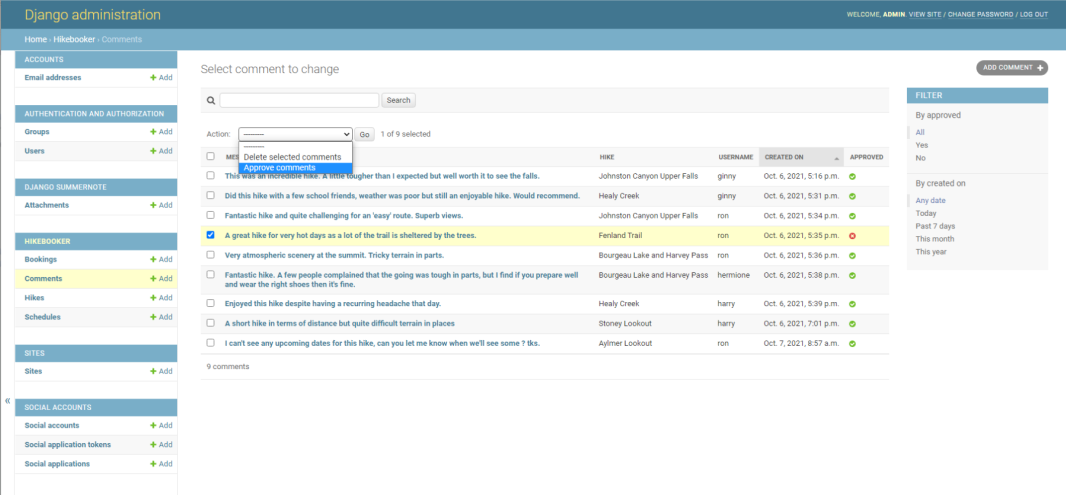 Django administration
WELCOME, ADMIN. VIEW SITE / CHANGE PASSWORD / LOG OUT
Home › Hikebooker › Comments
ACCOUNTS
Email addresses + Add
AUTHENTICATION AND AUTHORIZATION
Groups + Add
Users + Add
DJANGO SUMMERNOTE
Attachments + Add
HIKEBOOKER
Bookings + Add
Comments + Add
Hikes + Add
Schedules + Add
SITES
Sites + Add
«
SOCIAL ACCOUNTS
Social accounts + Add
Social application tokens + Add
Social applications + Add
Select comment to change
ADD COMMENT +
Search
Action: --------- Go 1 of 9 selected
---------
Delete selected comments
Approve comments
MES HIKE USERNAME CREATED ON APPROVED
This was an incredible hike. A little tougher than I expected but well worth it to see the falls. Johnston Canyon Upper Falls ginny Oct. 6, 2021, 5:16 p.m.
Did this hike with a few school friends, weather was poor but still an enjoyable hike. Would recommend. Healy Creek ginny Oct. 6, 2021, 5:31 p.m.
Fantastic hike and quite challenging for an 'easy' route. Superb views. Johnston Canyon Upper Falls ron Oct. 6, 2021, 5:34 p.m.
A great hike for very hot days as a lot of the trail is sheltered by the trees. Fenland Trail ron Oct. 6, 2021, 5:35 p.m.
Very atmospheric scenery at the summit. Tricky terrain in parts. Bourgeau Lake and Harvey Pass ron Oct. 6, 2021, 5:36 p.m.
Fantastic hike. A few people complained that the going was tough in parts, but I find if you prepare well Bourgeau Lake and Harvey Pass hermione Oct. 6, 2021, 5:38 p.m.
and wear the right shoes then it's fine.
Enjoyed this hike despite having a recurring headache that day. Healy Creek harry Oct. 6, 2021, 5:39 p.m.
A short hike in terms of distance but quite difficult terrain in places Stoney Lookout harry Oct. 6, 2021, 7:01 p.m.
I can't see any upcoming dates for this hike, can you let me know when we'll see some ? tks. Aylmer Lookout ron Oct. 7, 2021, 8:57 a.m.
9 comments
FILTER
By approved
All
Yes
No
By created on
Any date
Today
Past 7 days
This month
This year